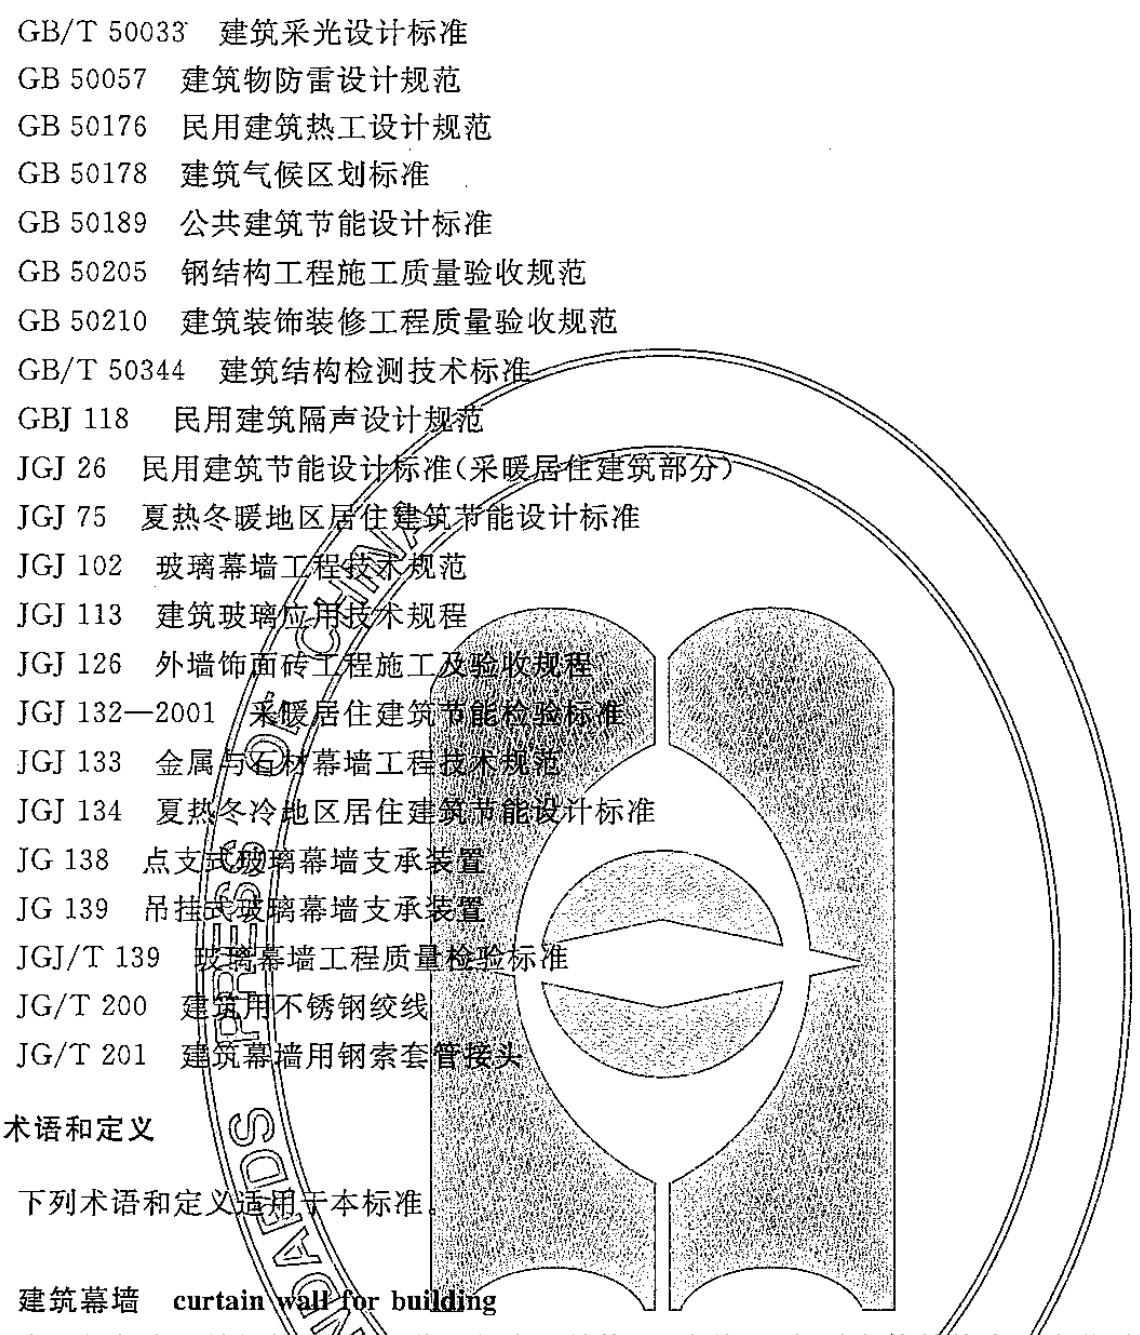 GB/T 50033 建筑采光设计标准
GB 50057 建筑物防雷设计规范
GB 50176 民用建筑热工设计规范
GB 50178 建筑气候区划标准
GB 50189 公共建筑节能设计标准
GB 50205 钢结构工程施工质量验收规范
GB 50210 建筑装饰装修工程质量验收规范
GB/T 50344 建筑结构检测技术标准
GBJ 118 民用建筑隔声设计规范
JGJ 26 民用建筑节能设计标准(采暖居住建筑部分)
JGJ 75 夏热冬暖地区居住建筑节能设计标准
JGJ 102 玻璃幕墙工程技术规范
JGJ 113 建筑玻璃应用技术规程
JGJ 126 外墙饰面砖工程施工及验收规程
JGJ 132—2001 采暖居住建筑节能检验标准
JGJ 133 金属与石材幕墙工程技术规范
JGJ 134 夏热冬冷地区居住建筑节能设计标准
JG 138 点支式玻璃幕墙支承装置
JG 139 吊挂式玻璃幕墙支承装置
JGJ/T 139 玻璃幕墙工程质量检验标准
JG/T 200 建筑用不锈钢绞线
JG/T 201 建筑幕墙用钢索套管接头
术语和定义
下列术语和定义适用于本标准。
建筑幕墙 curtain wall for building
PRESS OF CHINA